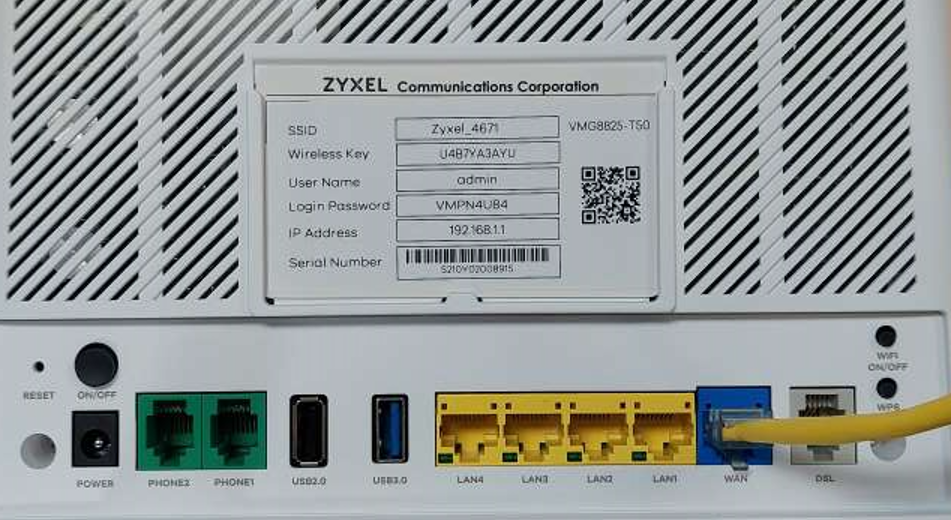 ZYXEL Communications Corporation
SSID Zyxel_4671 VMG8825-T50
Wireless Key U4B7YA3AYU
User Name admin
Login Password VMPN4UB4
IP Address 192.168.1.1
Serial Number
S210Y02008915
WIFI
ON/OFF
RESET ON/OFF WPS
POWER PHONE2 PHONE1 USB2.0 USB3.0 LAN4 LAN3 LAN2 LAN1 WAN DSL